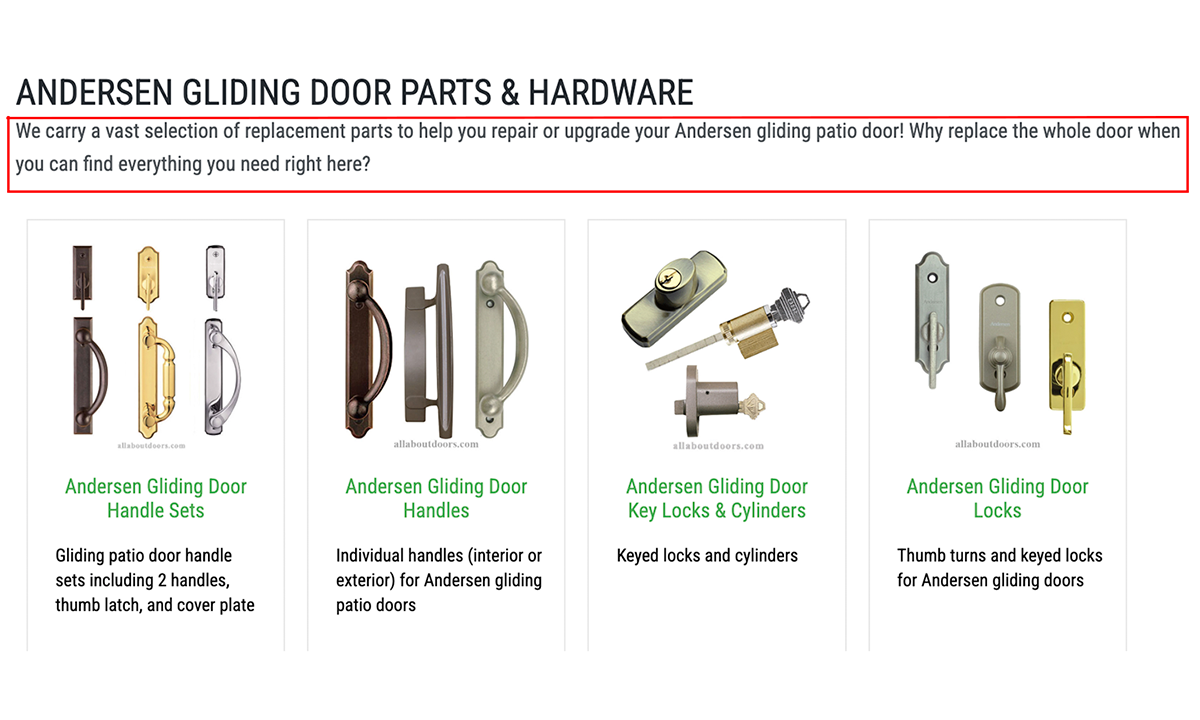 ANDERSEN GLIDING DOOR PARTS & HARDWARE
We carry a vast selection of replacement parts to help you repair or upgrade your Andersen gliding patio door! Why replace the whole door when
you can find everything you need right here?
allaboutdoors.com
Andersen Gliding Door
Handle Sets
Gliding patio door handle
sets including 2 handles,
thumb latch, and cover plate
allaboutdoors.com
Andersen Gliding Door
Handles
Individual handles (interior or
exterior) for Andersen gliding
patio doors
allaboutdoors.com
Andersen Gliding Door
Key Locks & Cylinders
Keyed locks and cylinders
allaboutdoors.com
Andersen Gliding Door
Locks
Thumb turns and keyed locks
for Andersen gliding doors